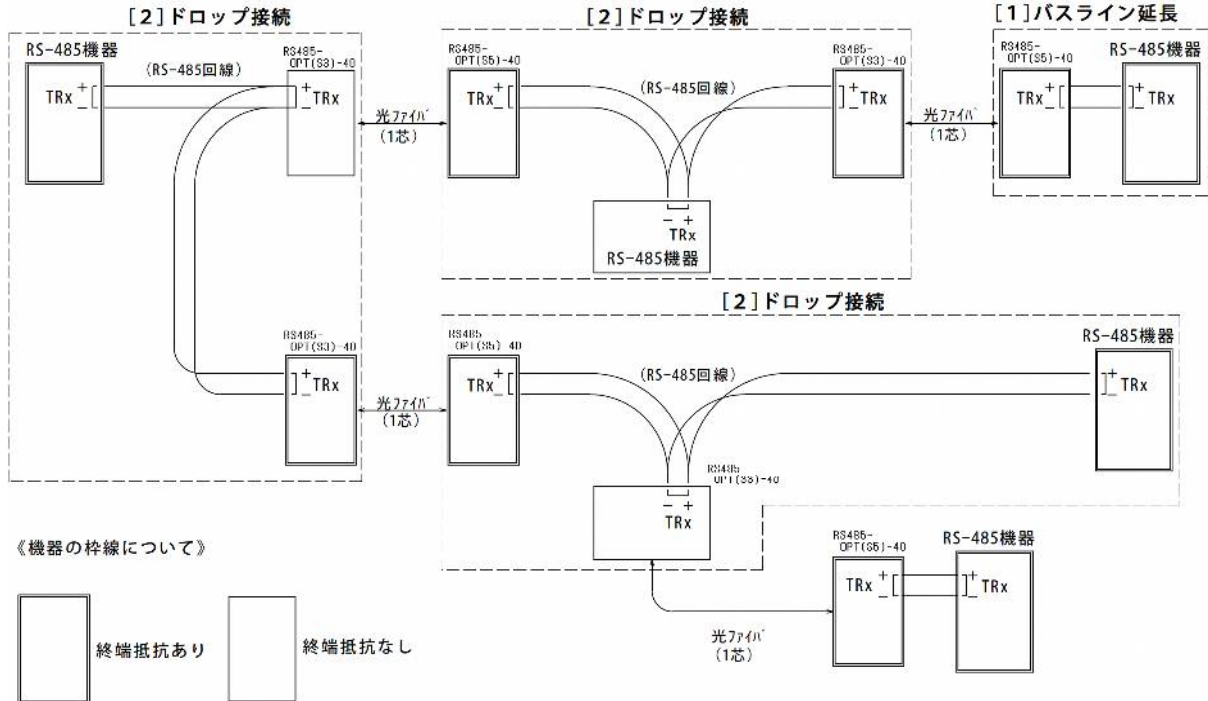 [2]ドロップ接続
RS-485機器
(RS-485回線)
RS485-
OPT(S3)-40
TRx + −
+ − TRx
RS485-
OPT(S3)-40
+ − TRx
光ファイバ
(1芯)
光ファイバ
(1芯)
[2]ドロップ接続
RS485-
OPT(S5)-40
TRx + −
(RS-485回線)
RS485-
OPT(S3)-40
+ − TRx
− +
TRx
RS-485機器
光ファイバ
(1芯)
[1]バスライン延長
RS485-
OPT(S5)-40
RS-485機器
TRx + −
+ − TRx
[2]ドロップ接続
RS485
OPT(S5)-40
TRx + −
(RS-485回線)
RS-485機器
+ − TRx
RS485
OPT(S3)-40
− +
TRx
光ファイバ
(1芯)
RS485-
OPT(S5)-40
RS-485機器
TRx + −
+ − TRx
《機器の枠線について》
終端抵抗あり
終端抵抗なし